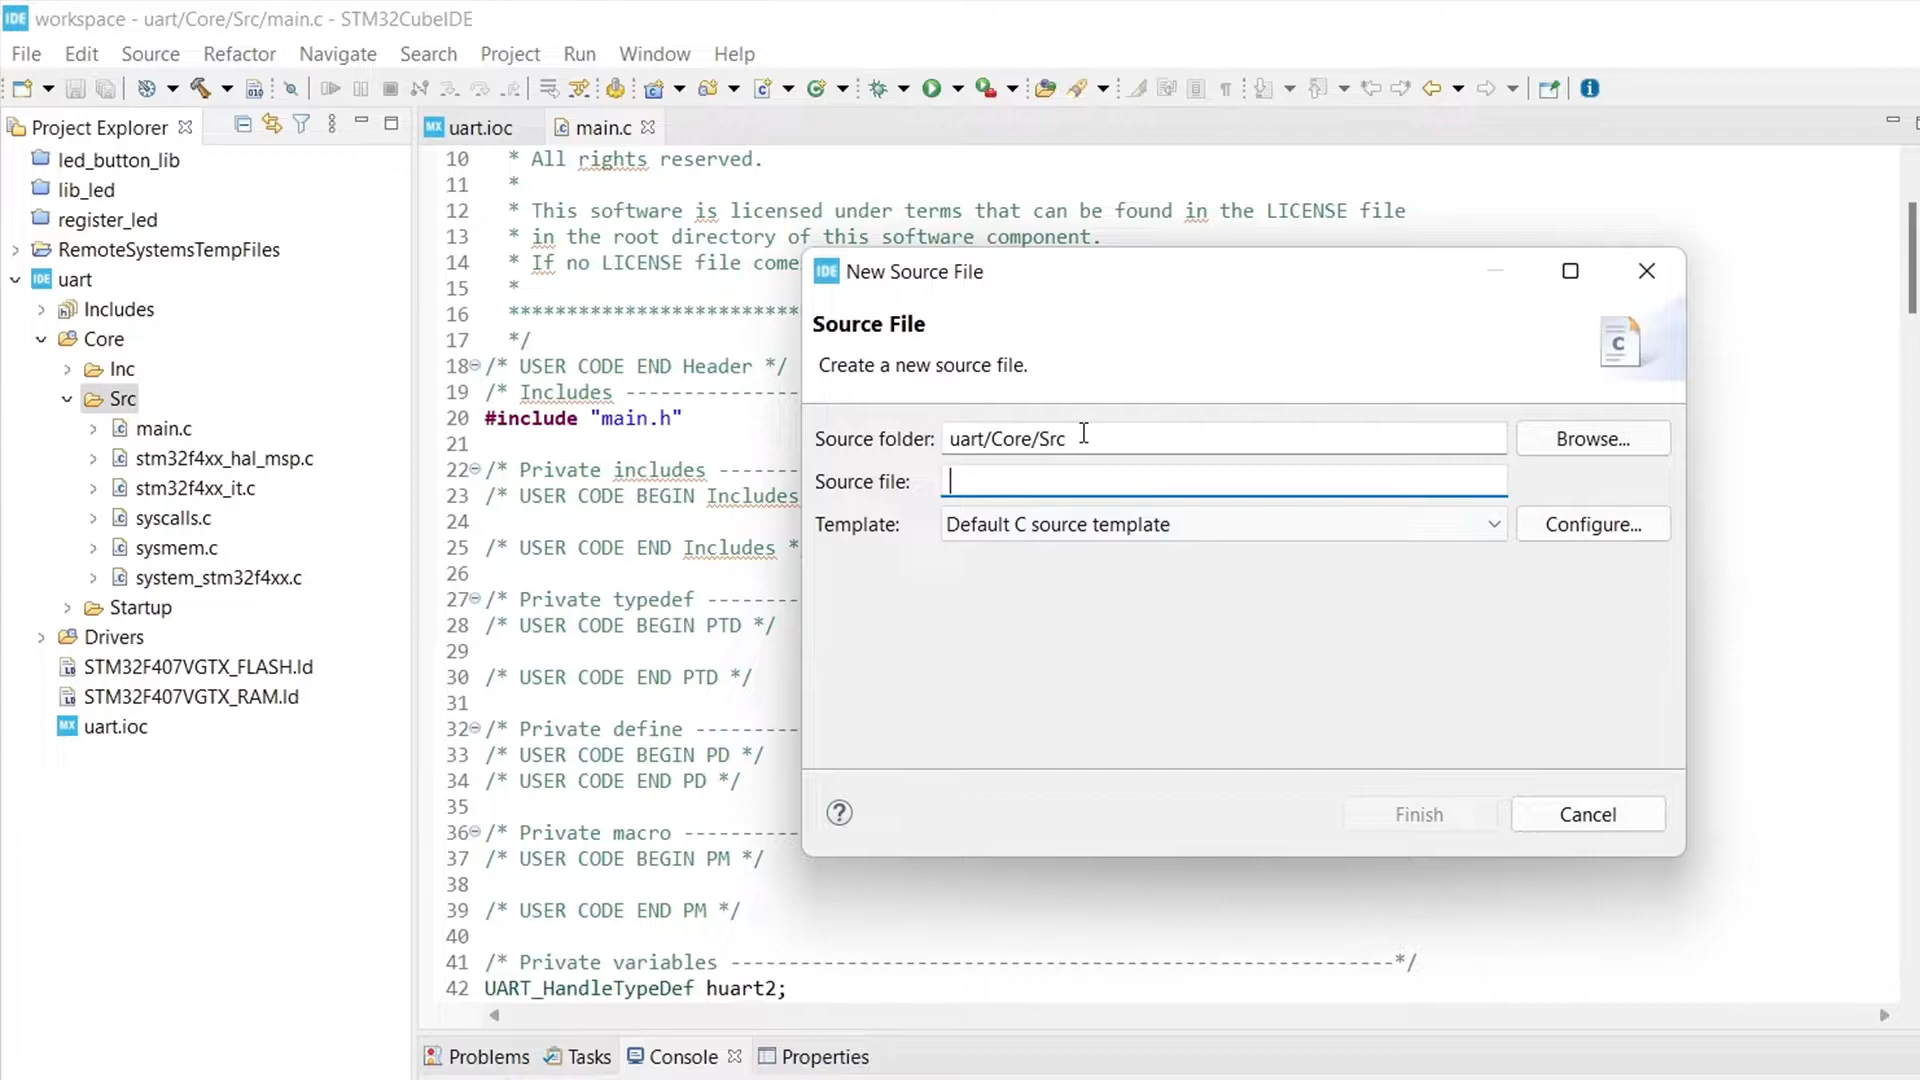 IDE workspace - uart/Core/Src/main.c - STM32CubeIDE
File Edit Source Refactor Navigate Search Project Run Window Help
Project Explorer
led_button_lib
lib_led
register_led
RemoteSystemsTempFiles
IDE uart
Includes
Core
Inc
Src
main.c
stm32f4xx_hal_msp.c
stm32f4xx_it.c
syscalls.c
sysmem.c
system_stm32f4xx.c
Startup
Drivers
STM32F407VGTX_FLASH.ld
STM32F407VGTX_RAM.ld
MX uart.ioc
MX uart.ioc main.c
10 * All rights reserved.
11 *
12 * This software is licensed under terms that can be found in the LICENSE file
13 * in the root directory of this software component.
14 * If no LICENSE file come
15 *
16 ***************************
17 */
18 /* USER CODE END Header */
19 /* Includes ---------------
20 #include "main.h"
21
22 /* Private includes -------
23 /* USER CODE BEGIN Includes
24
25 /* USER CODE END Includes *
26
27 /* Private typedef --------
28 /* USER CODE BEGIN PTD */
29
30 /* USER CODE END PTD */
31
32 /* Private define ---------
33 /* USER CODE BEGIN PD */
34 /* USER CODE END PD */
35
36 /* Private macro ----------
37 /* USER CODE BEGIN PM */
38
39 /* USER CODE END PM */
40
41 /* Private variables ---------------------------------------------------------*/
42 UART_HandleTypeDef huart2;
IDE New Source File
Source File
Create a new source file.
Source folder: uart/Core/Src Browse...
Source file:
Template: Default C source template Configure...
Finish Cancel
Problems Tasks Console Properties